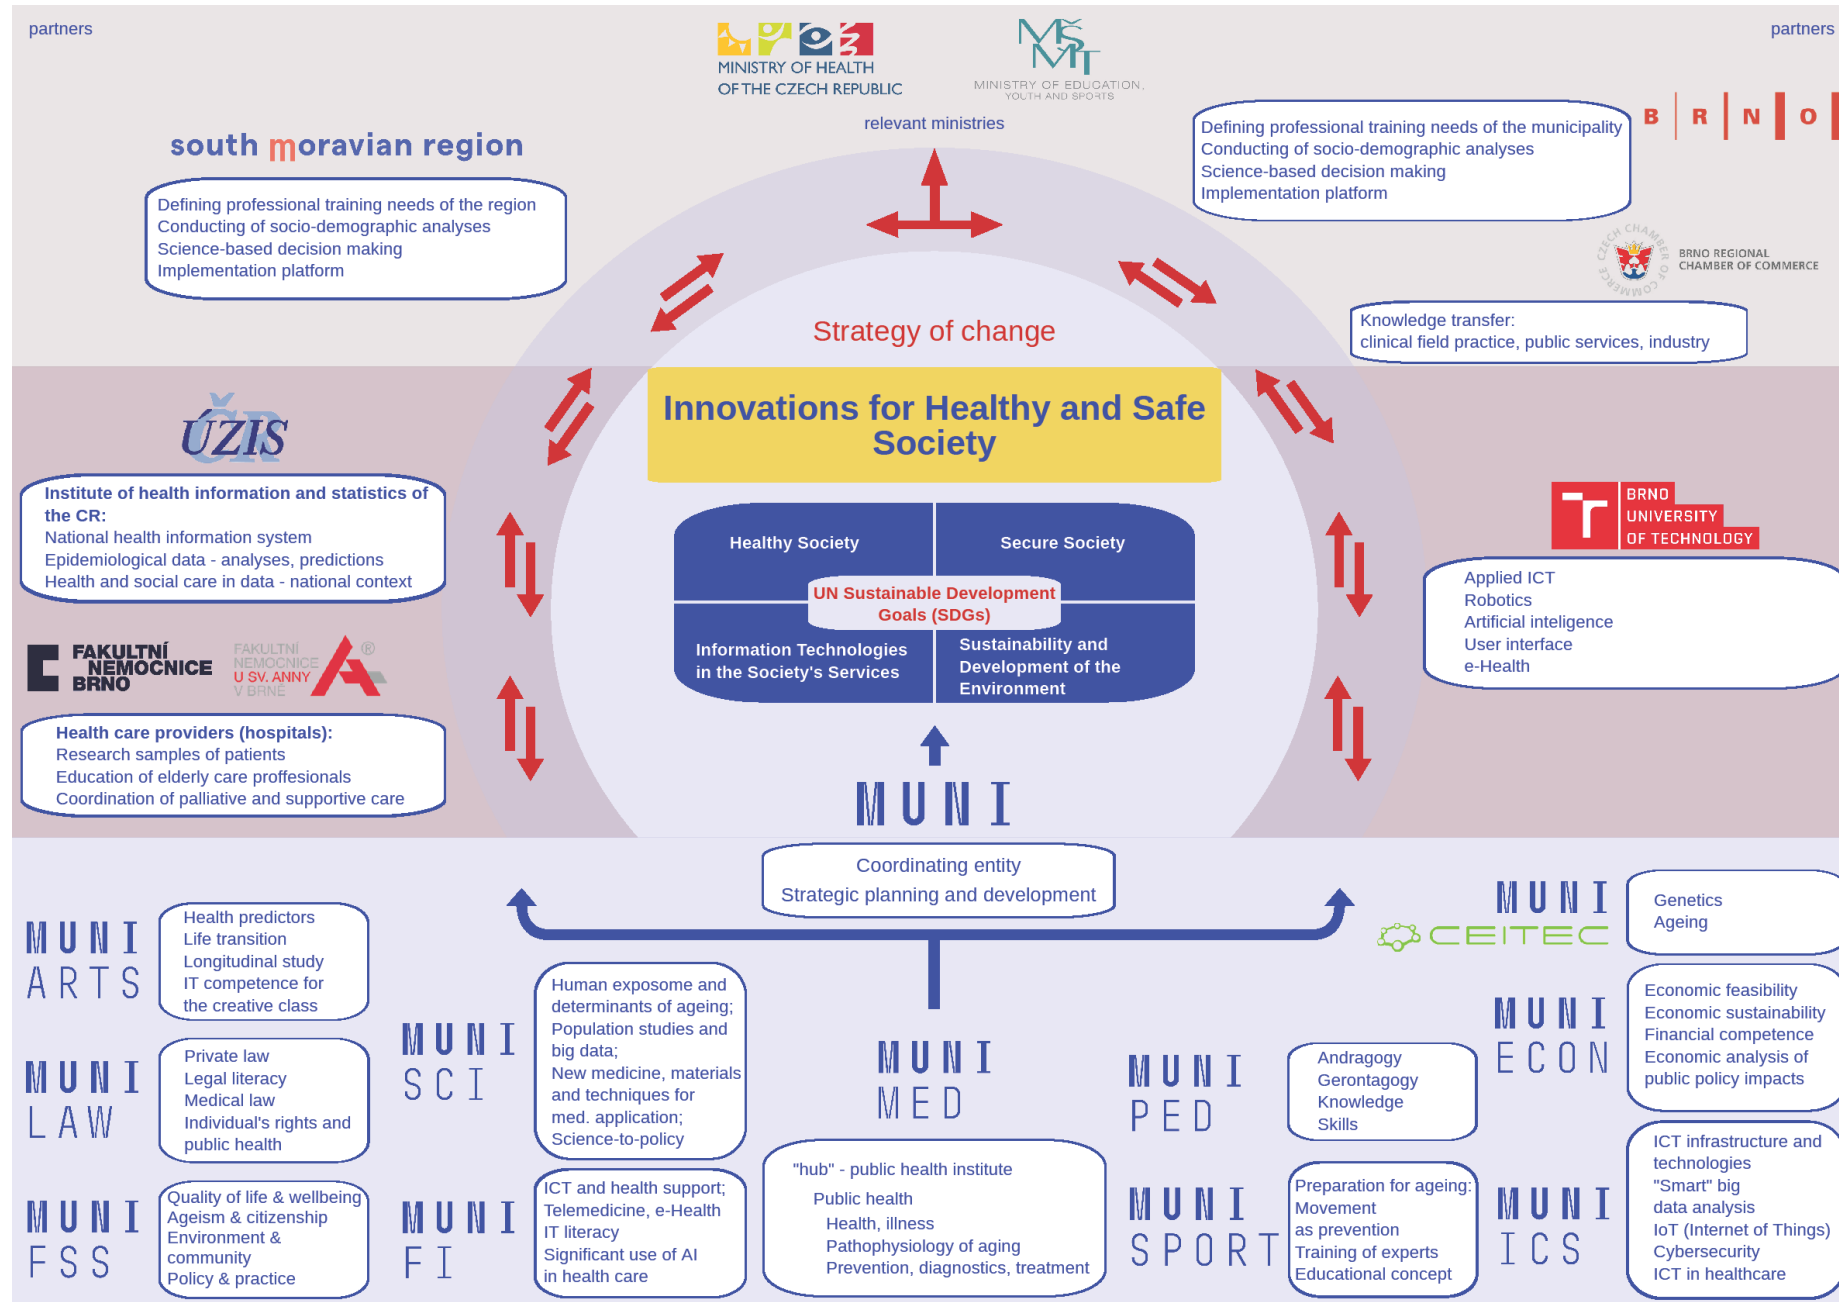 partners
partners
MINISTRY OF HEALTH
OF THE CZECH REPUBLIC
MŠMT
MINISTRY OF EDUCATION,
YOUTH AND SPORTS
relevant ministries
south moravian region
Defining professional training needs of the region
Conducting of socio-demographic analyses
Science-based decision making
Implementation platform
B R N O
Defining professional training needs of the municipality
Conducting of socio-demographic analyses
Science-based decision making
Implementation platform
CZECH CHAMBER OF COMMERCE
BRNO REGIONAL
CHAMBER OF COMMERCE
Knowledge transfer:
clinical field practice, public services, industry
Strategy of change
Innovations for Healthy and Safe
Society
Healthy Society
Secure Society
UN Sustainable Development
Goals (SDGs)
Information Technologies
in the Society's Services
Sustainability and
Development of the
Environment
ÚZIS
ČR
Institute of health information and statistics of
the CR:
National health information system
Epidemiological data - analyses, predictions
Health and social care in data - national context
FAKULTNÍ
NEMOCNICE
BRNO
FAKULTNÍ
NEMOCNICE
U SV. ANNY
V BRNĚ
®
Health care providers (hospitals):
Research samples of patients
Education of elderly care proffesionals
Coordination of palliative and supportive care
BRNO
UNIVERSITY
OF TECHNOLOGY
Applied ICT
Robotics
Artificial inteligence
User interface
e-Health
MUNI
Coordinating entity
Strategic planning and development
MUNI
ARTS
Health predictors
Life transition
Longitudinal study
IT competence for
the creative class
MUNI
LAW
Private law
Legal literacy
Medical law
Individual's rights and
public health
MUNI
FSS
Quality of life & wellbeing
Ageism & citizenship
Environment &
community
Policy & practice
MUNI
SCI
Human exposome and
determinants of ageing;
Population studies and
big data;
New medicine, materials
and techniques for
med. application;
Science-to-policy
MUNI
FI
ICT and health support;
Telemedicine, e-Health
IT literacy
Significant use of AI
in health care
MUNI
MED
"hub" - public health institute
Public health
Health, illness
Pathophysiology of aging
Prevention, diagnostics, treatment
MUNI
PED
Andragogy
Gerontagogy
Knowledge
Skills
MUNI
SPORT
Preparation for ageing:
Movement
as prevention
Training of experts
Educational concept
MUNI
CEITEC
Genetics
Ageing
MUNI
ECON
Economic feasibility
Economic sustainability
Financial competence
Economic analysis of
public policy impacts
MUNI
ICS
ICT infrastructure and
technologies
"Smart" big
data analysis
IoT (Internet of Things)
Cybersecurity
ICT in healthcare